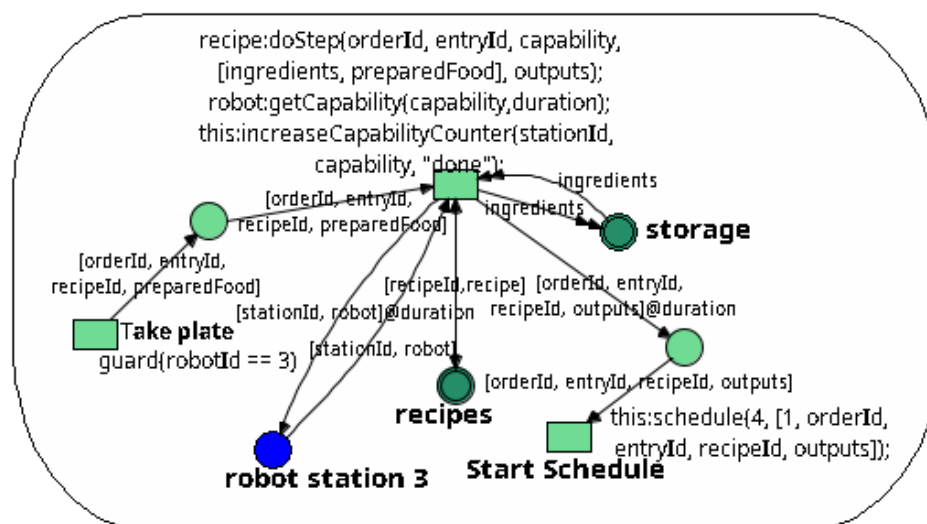 recipe:doStep(orderId, entryId, capability,
[ingredients, preparedFood], outputs);
robot:getCapability(capability,duration);
this:increaseCapabilityCounter(stationId,
capability, "done");
ingredients
ingredients
storage
[orderId, entryId,
recipeId, preparedFood]
[orderId, entryId,
recipeId, preparedFood]
Take plate
guard(robotId == 3)
[recipeId,recipe]
[stationId, robot]@duration
[stationId, robot]
[orderId, entryId,
recipeId, outputs]@duration
[orderId, entryId, recipeId, outputs]
recipes
robot station 3
this:schedule(4, [1, orderId,
entryId, recipeId, outputs]);
Start Schedule